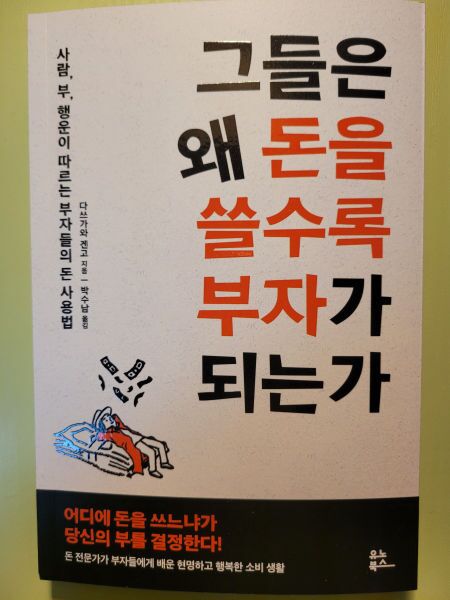 그들은
왜 돈을
쓸수록
부자가
되는가
사람, 부, 행운이 따르는 부자들의 돈 사용법
다쓰가와 겐고 지음 — 박수남 옮김
어디에 돈을 쓰느냐가
당신의 부를 결정한다!
돈 전문가가 부자들에게 배운 현명하고 행복한 소비 생활
유노
북스